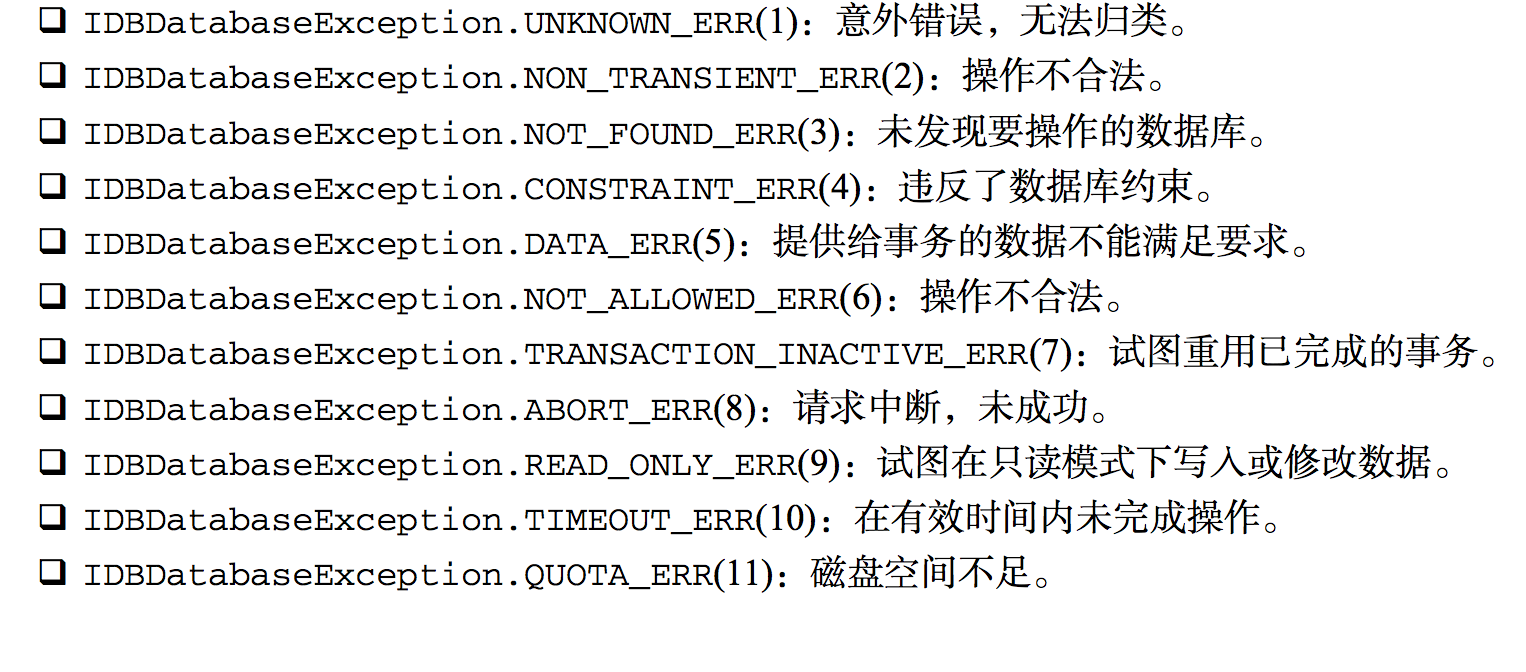 ❑ IDBDatabaseException.UNKNOWN_ERR(1)：意外错误，无法归类。
❑ IDBDatabaseException.NON_TRANSIENT_ERR(2)：操作不合法。
❑ IDBDatabaseException.NOT_FOUND_ERR(3)：未发现要操作的数据库。
❑ IDBDatabaseException.CONSTRAINT_ERR(4)：违反了数据库约束。
❑ IDBDatabaseException.DATA_ERR(5)：提供给事务的数据不能满足要求。
❑ IDBDatabaseException.NOT_ALLOWED_ERR(6)：操作不合法。
❑ IDBDatabaseException.TRANSACTION_INACTIVE_ERR(7)：试图重用已完成的事务。
❑ IDBDatabaseException.ABORT_ERR(8)：请求中断，未成功。
❑ IDBDatabaseException.READ_ONLY_ERR(9)：试图在只读模式下写入或修改数据。
❑ IDBDatabaseException.TIMEOUT_ERR(10)：在有效时间内未完成操作。
❑ IDBDatabaseException.QUOTA_ERR(11)：磁盘空间不足。